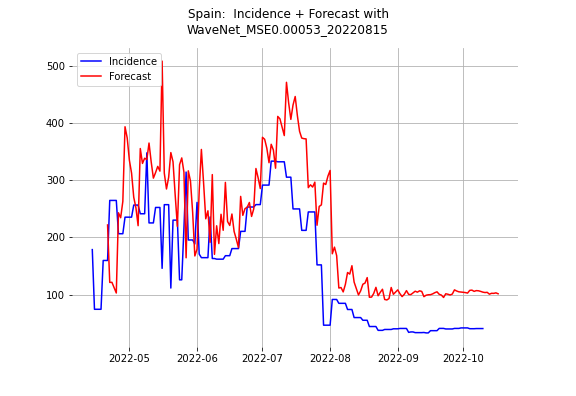 Spain:  Incidence + Forecast with
WaveNet_MSE0.00053_20220815
Incidence
Forecast
500
400
300
200
100
2022-05
2022-06
2022-07
2022-08
2022-09
2022-10